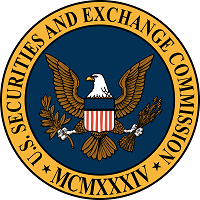 U.S. SECURITIES AND EXCHANGE COMMISSION
MCMXXXIV